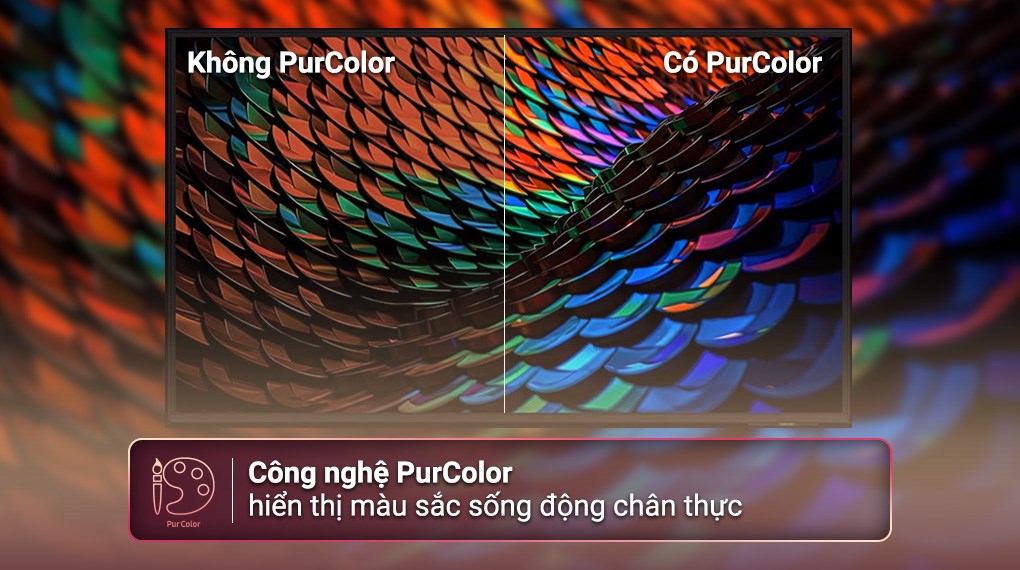 Không PurColor
Có PurColor
Công nghệ PurColor
hiển thị màu sắc sống động chân thực
Pur Color